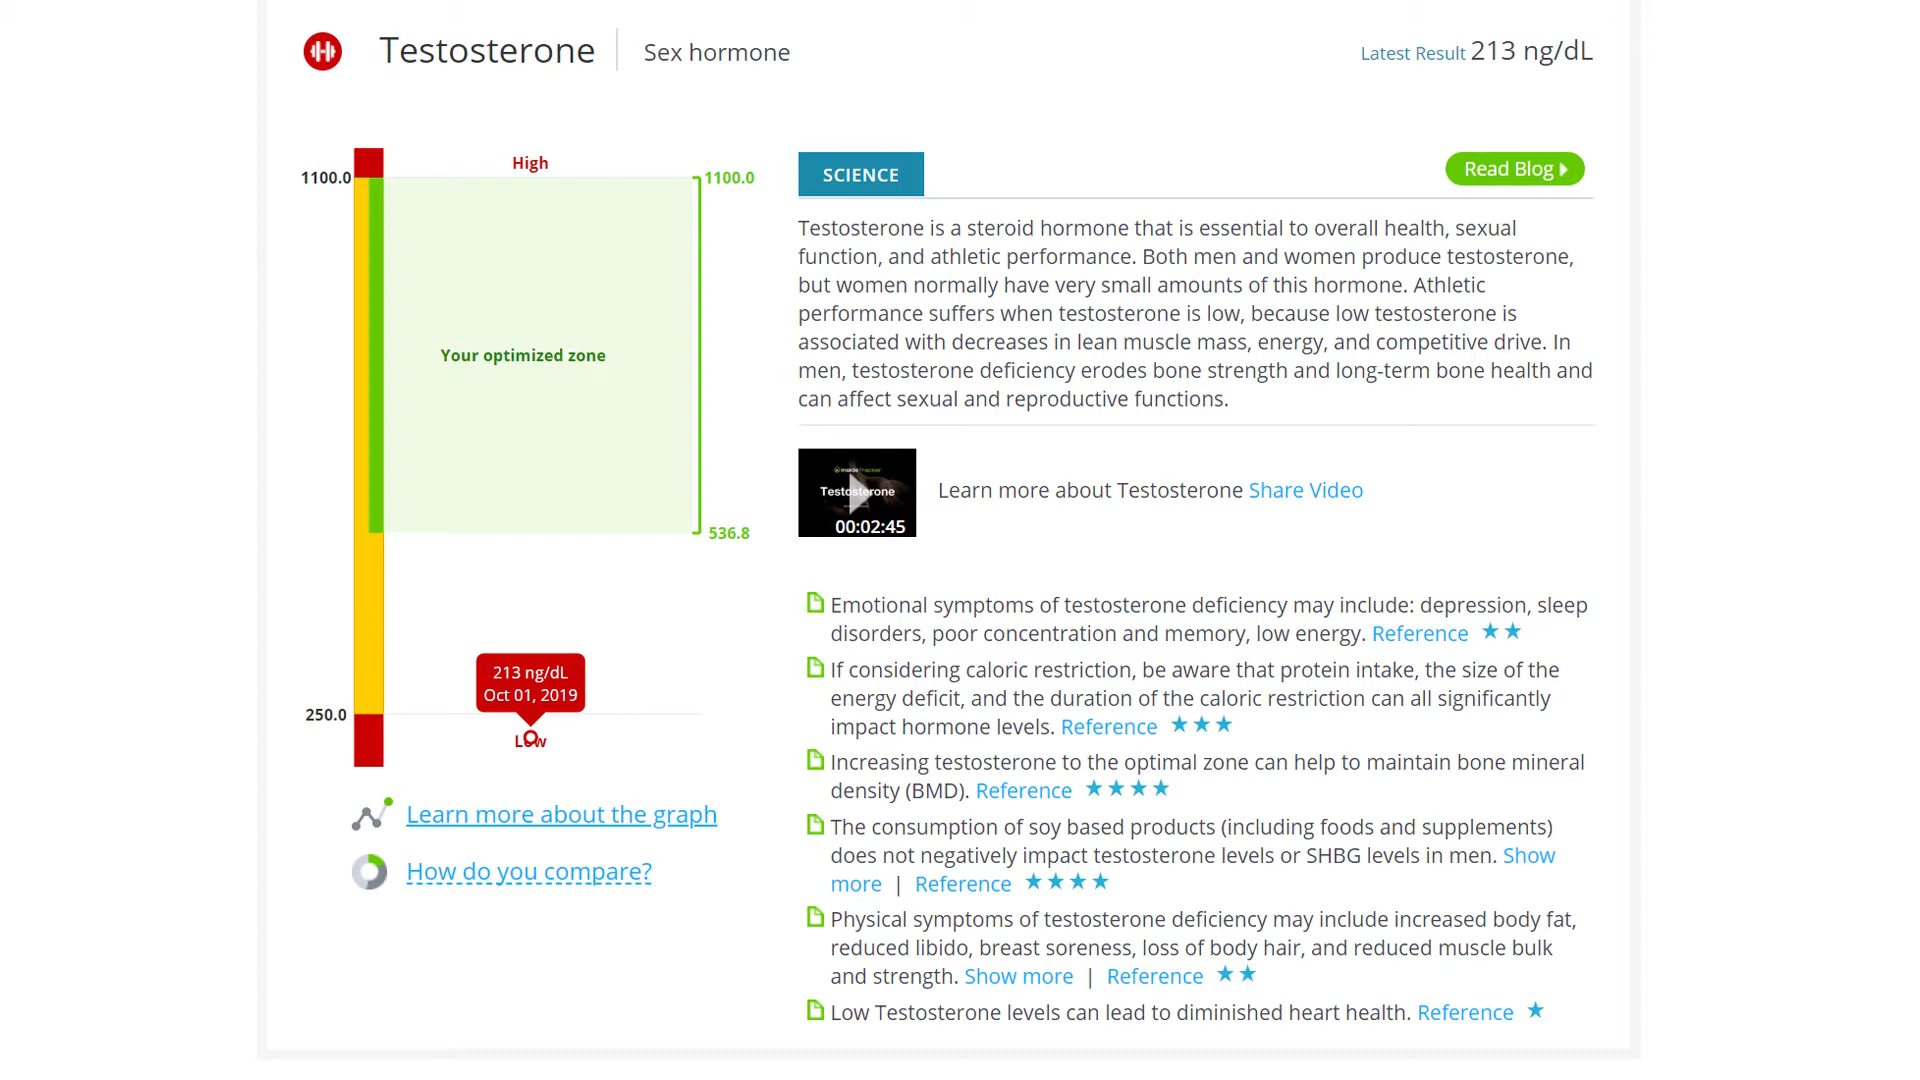 Testosterone
Sex hormone
Latest Result 213 ng/dL
High
1100.0
1100.0
Your optimized zone
536.8
213 ng/dL
Oct 01, 2019
250.0
Low
Learn more about the graph
How do you compare?
SCIENCE
Read Blog
Testosterone is a steroid hormone that is essential to overall health, sexual
function, and athletic performance. Both men and women produce testosterone,
but women normally have very small amounts of this hormone. Athletic
performance suffers when testosterone is low, because low testosterone is
associated with decreases in lean muscle mass, energy, and competitive drive. In
men, testosterone deficiency erodes bone strength and long-term bone health and
can affect sexual and reproductive functions.
InsideTracker
Testosterone
00:02:45
Learn more about Testosterone Share Video
Emotional symptoms of testosterone deficiency may include: depression, sleep
disorders, poor concentration and memory, low energy. Reference ★★
If considering caloric restriction, be aware that protein intake, the size of the
energy deficit, and the duration of the caloric restriction can all significantly
impact hormone levels. Reference ★★★
Increasing testosterone to the optimal zone can help to maintain bone mineral
density (BMD). Reference ★★★★
The consumption of soy based products (including foods and supplements)
does not negatively impact testosterone levels or SHBG levels in men. Show
more | Reference ★★★★
Physical symptoms of testosterone deficiency may include increased body fat,
reduced libido, breast soreness, loss of body hair, and reduced muscle bulk
and strength. Show more | Reference ★★
Low Testosterone levels can lead to diminished heart health. Reference ★